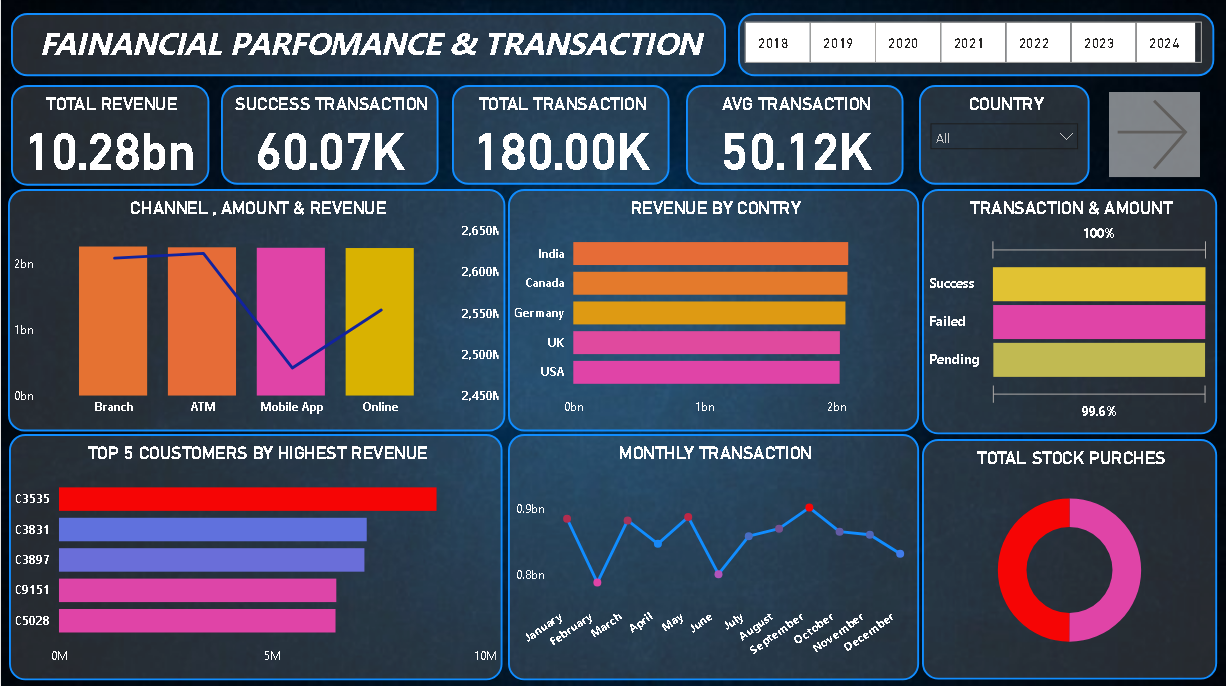 FAINANCIAL PARFOMANCE & TRANSACTION
2018 2019 2020 2021 2022 2023 2024
TOTAL REVENUE
10.28bn
SUCCESS TRANSACTION
60.07K
TOTAL TRANSACTION
180.00K
AVG TRANSACTION
50.12K
COUNTRY
All
CHANNEL , AMOUNT & REVENUE
2bn
1bn
0bn
2,650M
2,600M
2,550M
2,500M
2,450M
Branch ATM Mobile App Online
REVENUE BY CONTRY
India
Canada
Germany
UK
USA
0bn 1bn 2bn
TRANSACTION & AMOUNT
100%
Success
Failed
Pending
99.6%
TOP 5 COUSTOMERS BY HIGHEST REVENUE
C3535
C3831
C3897
C9151
C5028
0M 5M 10M
MONTHLY TRANSACTION
0.9bn
0.8bn
January February March April May June July August September October November December
TOTAL STOCK PURCHES